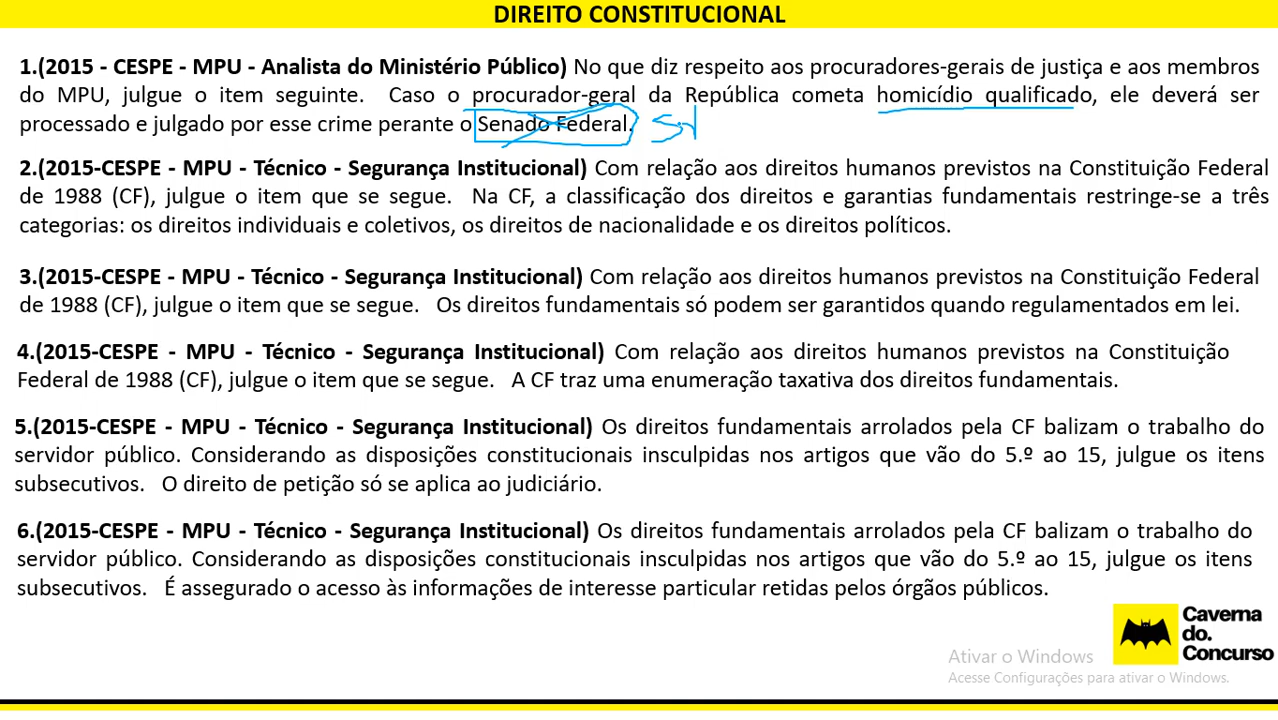 DIREITO CONSTITUCIONAL
1.(2015 - CESPE - MPU - Analista do Ministério Público) No que diz respeito aos procuradores-gerais de justiça e aos membros
do MPU, julgue o item seguinte. Caso o procurador-geral da República cometa homicídio qualificado, ele deverá ser
processado e julgado por esse crime perante o Senado Federal.
2.(2015-CESPE - MPU - Técnico - Segurança Institucional) Com relação aos direitos humanos previstos na Constituição Federal
de 1988 (CF), julgue o item que se segue. Na CF, a classificação dos direitos e garantias fundamentais restringe-se a três
categorias: os direitos individuais e coletivos, os direitos de nacionalidade e os direitos políticos.
3.(2015-CESPE - MPU - Técnico - Segurança Institucional) Com relação aos direitos humanos previstos na Constituição Federal
de 1988 (CF), julgue o item que se segue. Os direitos fundamentais só podem ser garantidos quando regulamentados em lei.
4.(2015-CESPE - MPU - Técnico - Segurança Institucional) Com relação aos direitos humanos previstos na Constituição
Federal de 1988 (CF), julgue o item que se segue. A CF traz uma enumeração taxativa dos direitos fundamentais.
5.(2015-CESPE - MPU - Técnico - Segurança Institucional) Os direitos fundamentais arrolados pela CF balizam o trabalho do
servidor público. Considerando as disposições constitucionais insculpidas nos artigos que vão do 5.º ao 15, julgue os itens
subsecutivos. O direito de petição só se aplica ao judiciário.
6.(2015-CESPE - MPU - Técnico - Segurança Institucional) Os direitos fundamentais arrolados pela CF balizam o trabalho do
servidor público. Considerando as disposições constitucionais insculpidas nos artigos que vão do 5.º ao 15, julgue os itens
subsecutivos. É assegurado o acesso às informações de interesse particular retidas pelos órgãos públicos.
Caverna
do.
Concurso
Ativar o Windows
Acesse Configurações para ativar o Windows.